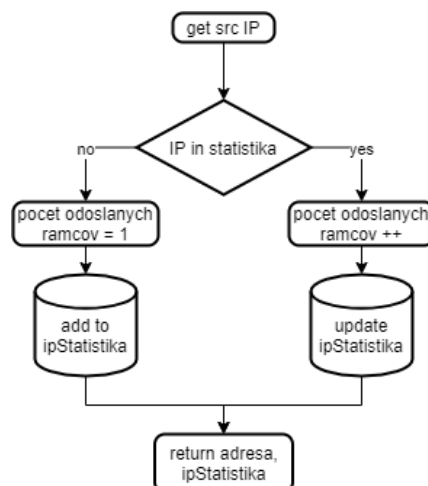 get src IP
IP in statistika
no
yes
pocet odoslanych
ramcov = 1
pocet odoslanych
ramcov ++
add to
ipStatistika
update
ipStatistika
return adresa,
ipStatistika